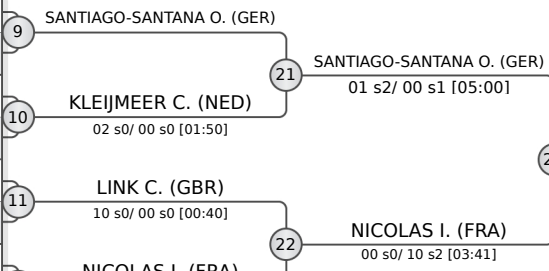 SANTIAGO-SANTANA O. (GER)
9
SANTIAGO-SANTANA O. (GER)
21
01 s2/ 00 s1 [05:00]
KLEIJMEER C. (NED)
10
02 s0/ 00 s0 [01:50]
LINK C. (GBR)
11
10 s0/ 00 s0 [00:40]
NICOLAS I. (FRA)
22
00 s0/ 10 s2 [03:41]
NICOLAS I. (FRA)